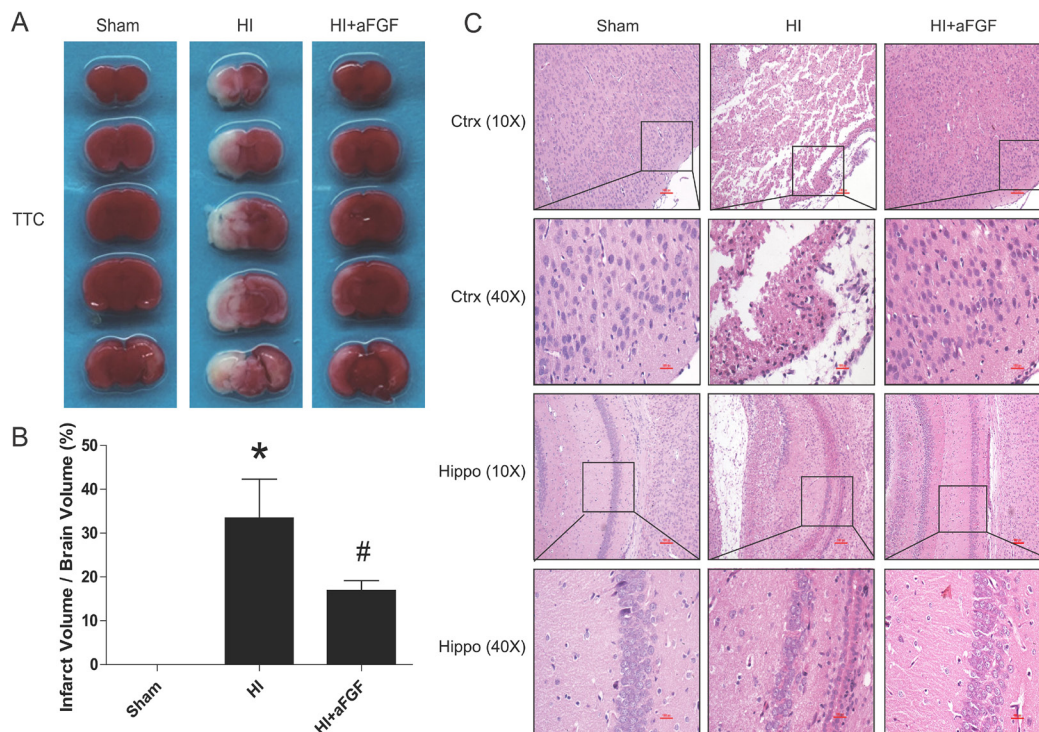 A
Sham HI HI+aFGF
TTC
B
Infarct Volume / Brain Volume (%)
50
40
30
20
10
0
*
#
Sham HI HI+aFGF
C
Sham HI HI+aFGF
Ctrx (10X)
Ctrx (40X)
Hippo (10X)
Hippo (40X)